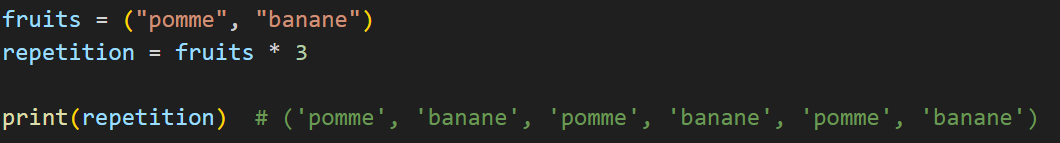 fruits = ("pomme", "banane")
repetition = fruits * 3
print(repetition)  # ('pomme', 'banane', 'pomme', 'banane', 'pomme', 'banane')